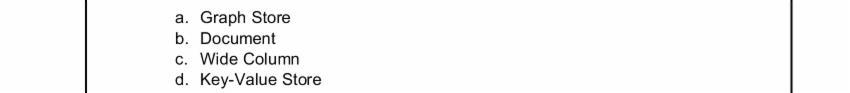 a. Graph Store
b. Document
c. Wide Column
d. Key-Value Store